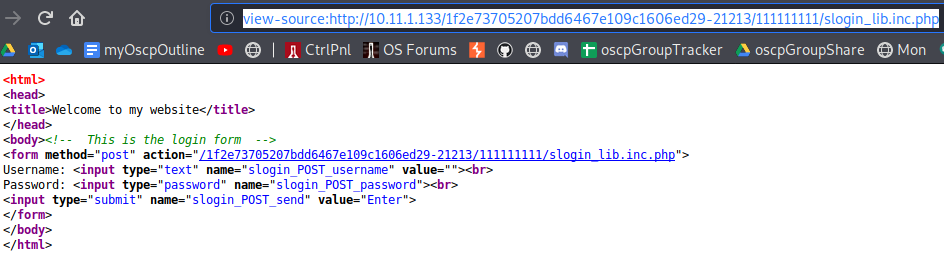 view-source:http://10.11.1.133/1f2e73705207bdd6467e109c1606ed29-21213/111111111/slogin_lib.inc.php
myOscpOutline CtrlPnl OS Forums oscpGroupTracker oscpGroupShare Mon
<html>
<head>
<title>Welcome to my website</title>
</head>
<body><!--  This is the login form  -->
<form method="post" action="/1f2e73705207bdd6467e109c1606ed29-21213/111111111/slogin_lib.inc.php">
Username: <input type="text" name="slogin_POST_username" value=""><br>
Password: <input type="password" name="slogin_POST_password"><br>
<input type="submit" name="slogin_POST_send" value="Enter">
</form>
</body>
</html>